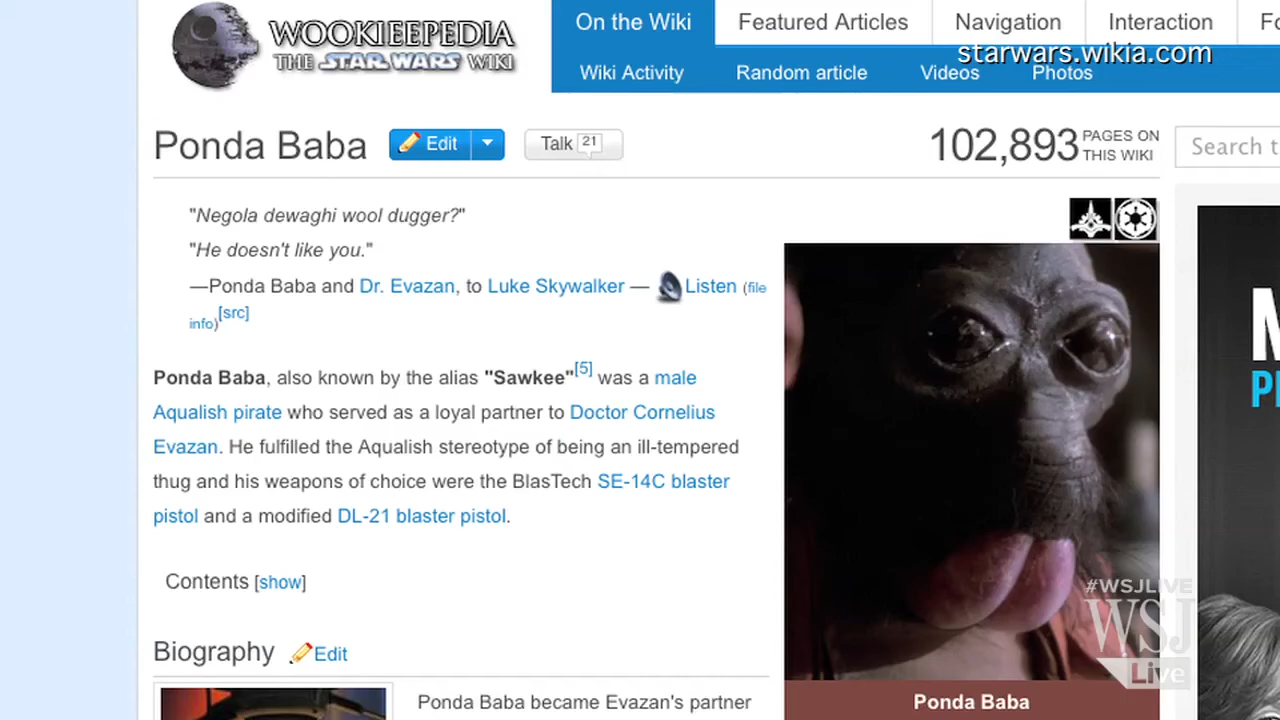 WOOKIEEPEDIA
THE STAR WARS WIKI
On the Wiki
Featured Articles
Navigation
Interaction
starwars.wikia.com
Wiki Activity
Random article
Videos
Photos
Ponda Baba
Edit
Talk 21
102,893 PAGES ON
THIS WIKI
Search t
"Negola dewaghi wool dugger?"
"He doesn't like you."
—Ponda Baba and Dr. Evazan, to Luke Skywalker — Listen (file
info)[src]
Ponda Baba, also known by the alias "Sawkee"[5] was a male
Aqualish pirate who served as a loyal partner to Doctor Cornelius
Evazan. He fulfilled the Aqualish stereotype of being an ill-tempered
thug and his weapons of choice were the BlasTech SE-14C blaster
pistol and a modified DL-21 blaster pistol.
Contents [show]
Biography Edit
Ponda Baba became Evazan's partner
Ponda Baba
#WSJLIVE
WSJ
Live